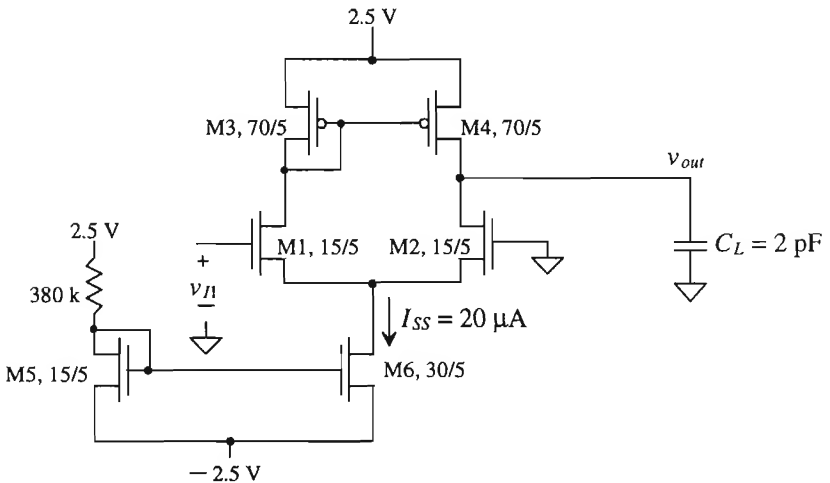 2.5 V
M3, 70/5
M4, 70/5
v_out
2.5 V
M1, 15/5
M2, 15/5
C_L = 2 pF
+
380 k
v_I1
–
I_SS = 20 μA
M5, 15/5
M6, 30/5
– 2.5 V